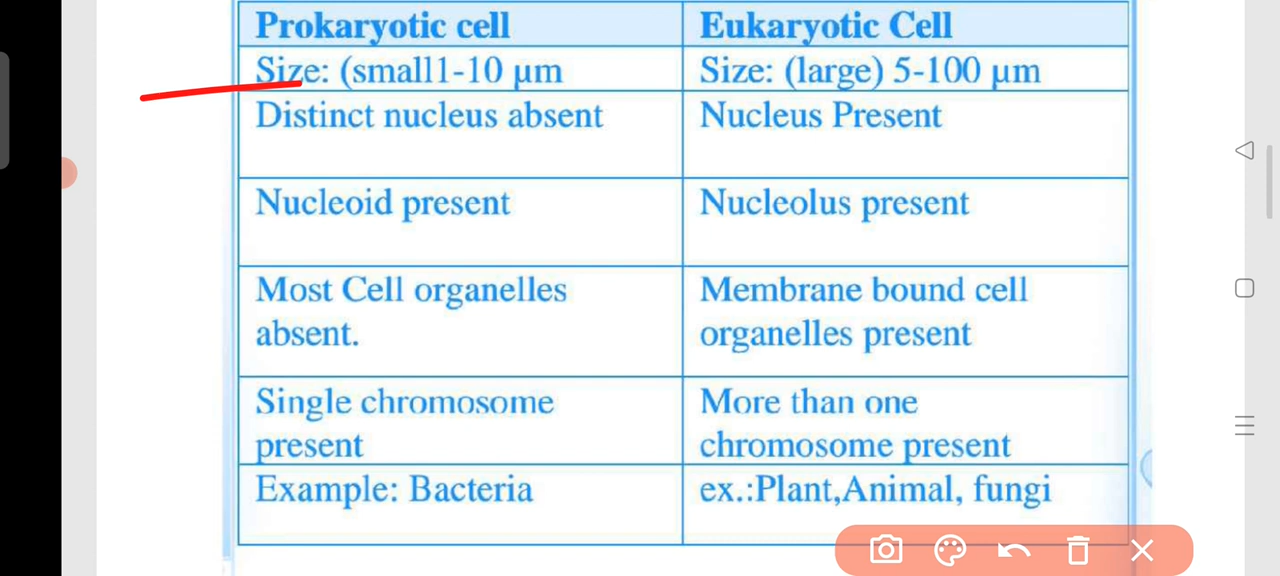 Prokaryotic cell Eukaryotic Cell
Size: (small1-10 µm Size: (large) 5-100 µm
Distinct nucleus absent Nucleus Present
Nucleoid present Nucleolus present
Most Cell organelles Membrane bound cell
absent. organelles present
Single chromosome More than one
present chromosome present
Example: Bacteria ex.:Plant,Animal, fungi